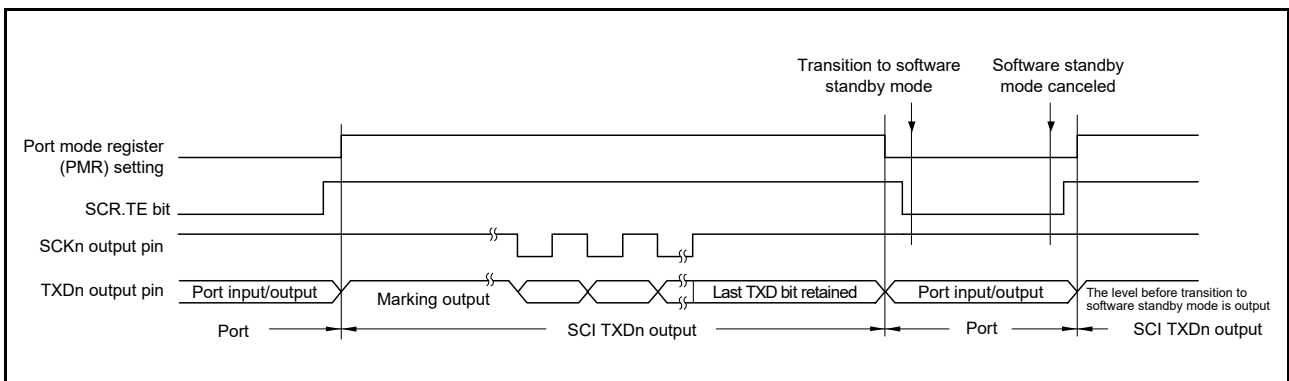 Transition to software
standby mode
Software standby
mode canceled
Port mode register
(PMR) setting
SCR.TE bit
SCKn output pin
TXDn output pin
Port input/output
Marking output
Last TXD bit retained
Port input/output
The level before transition to
software standby mode is output
Port
SCI TXDn output
Port
SCI TXDn output